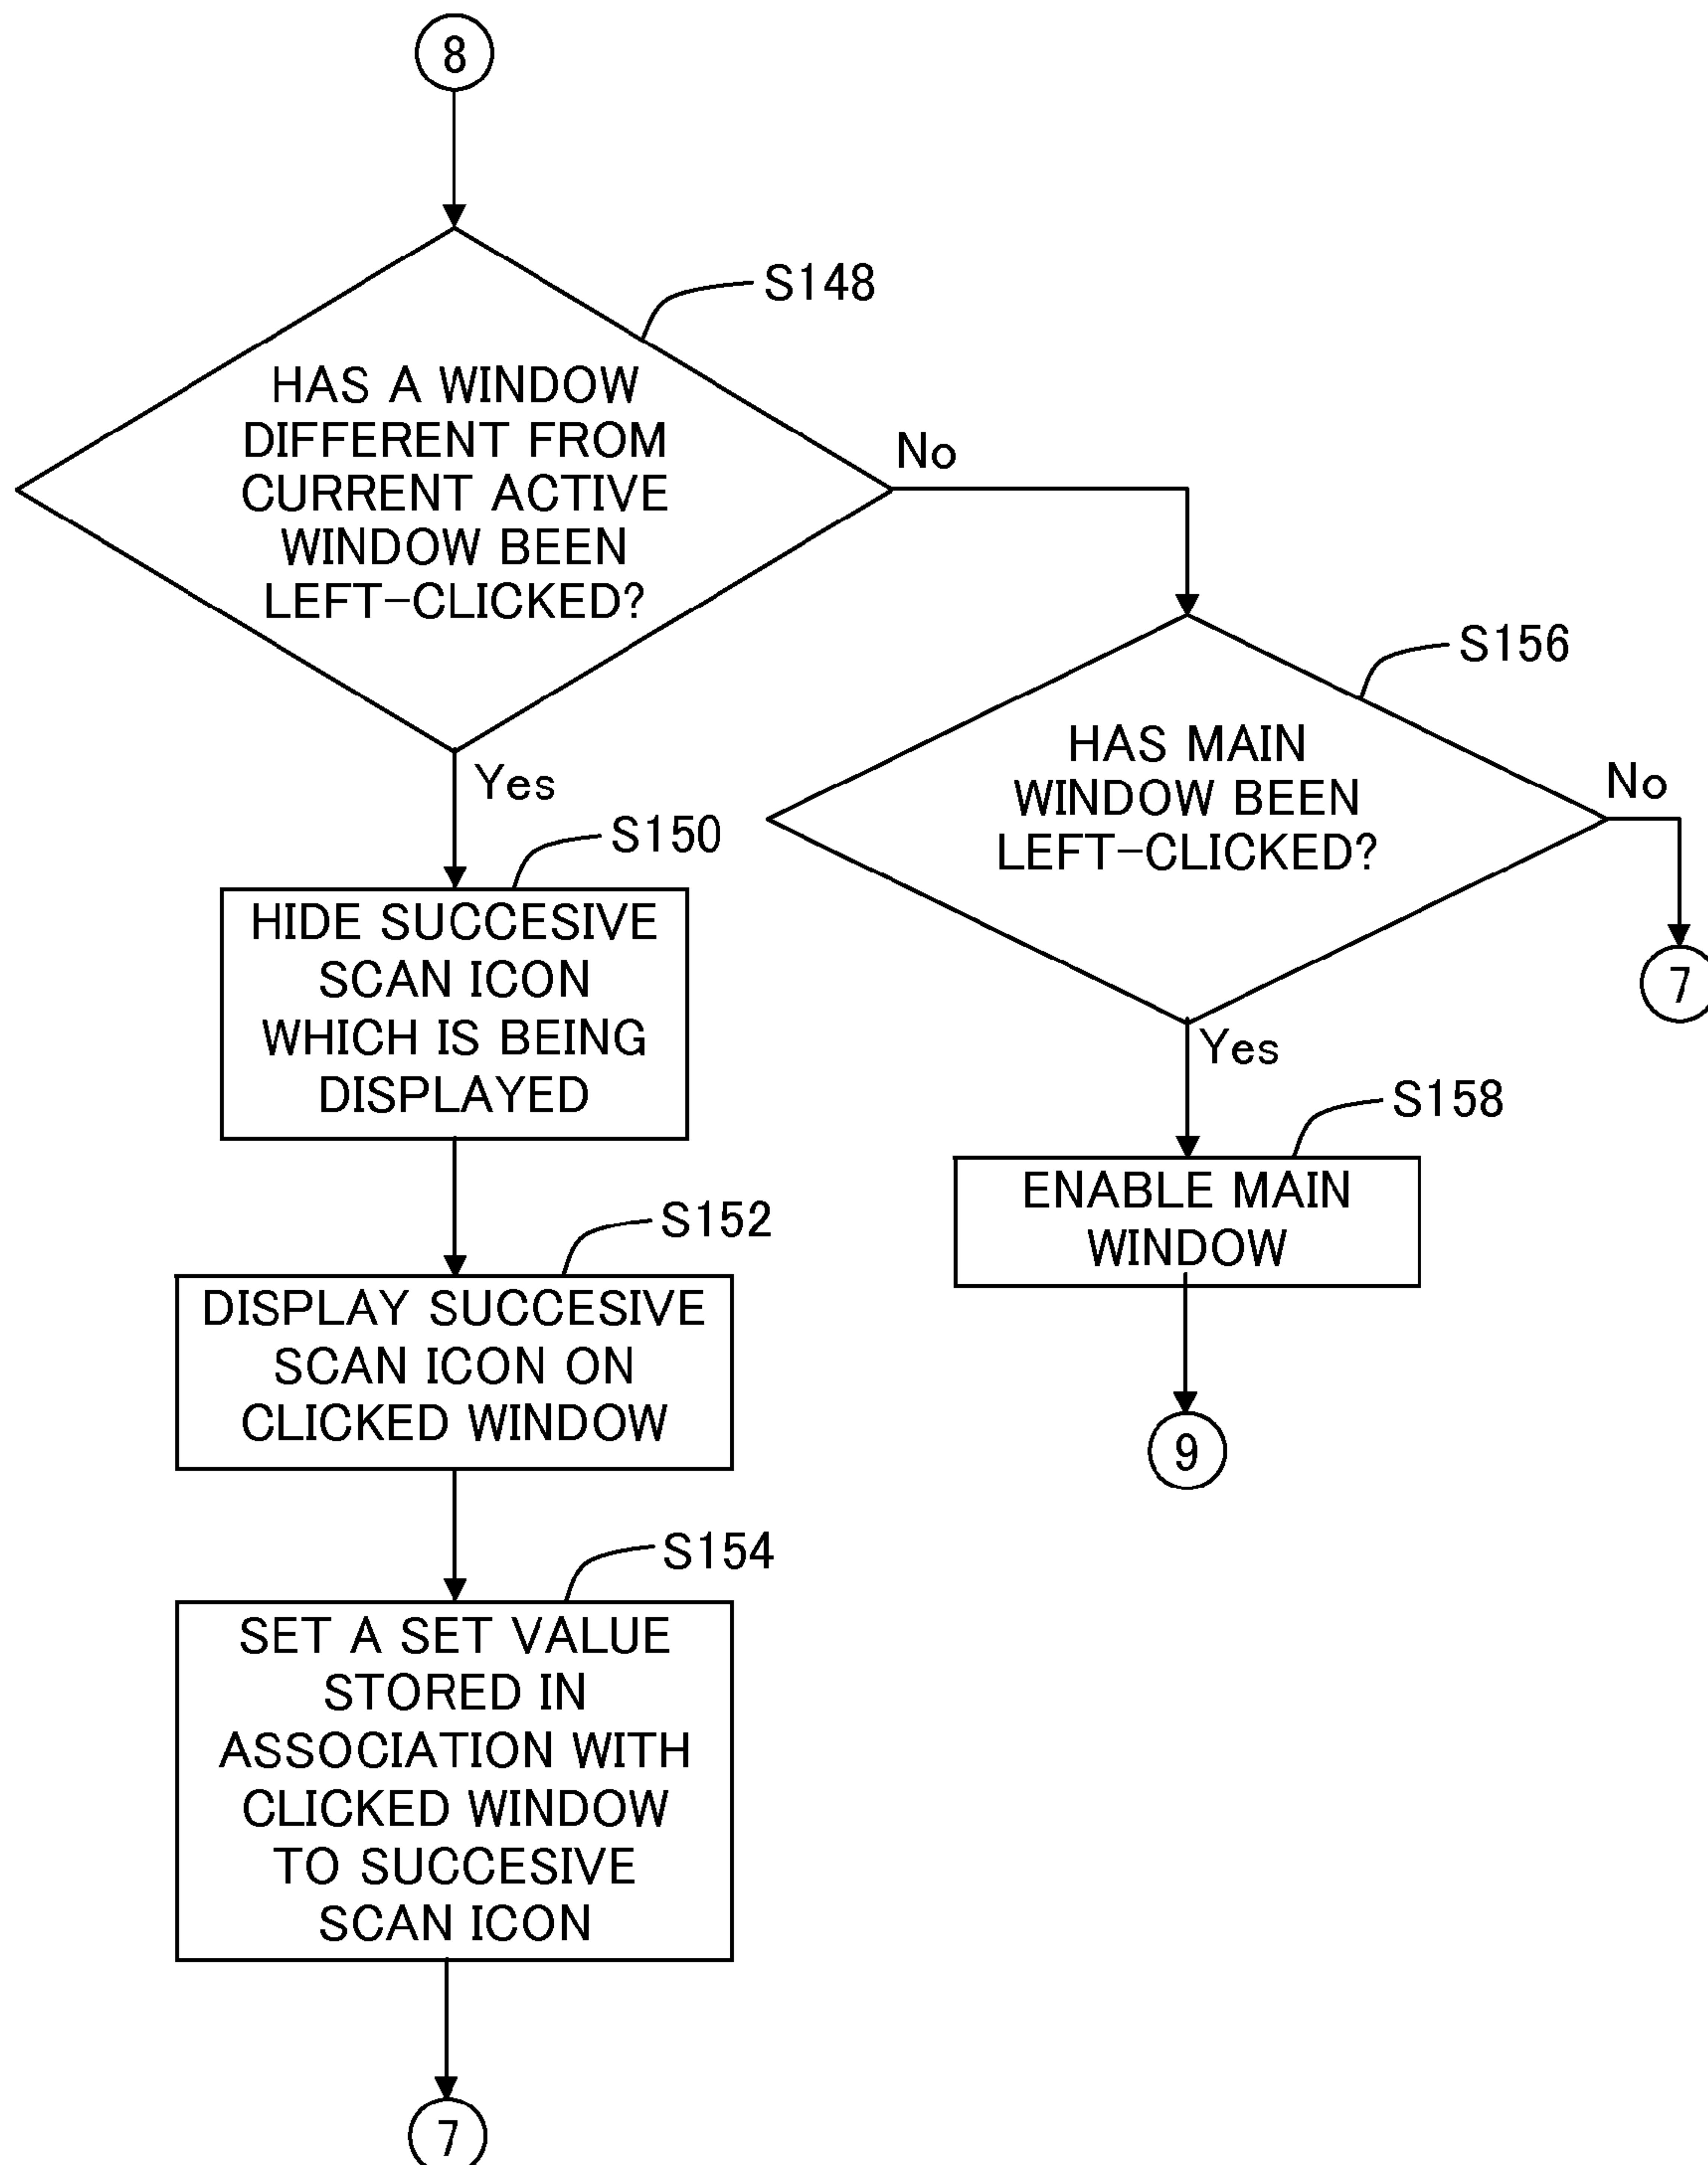 8
S148
HAS A WINDOW
DIFFERENT FROM
CURRENT ACTIVE
WINDOW BEEN
LEFT-CLICKED?
No
Yes
S150
HIDE SUCCESIVE
SCAN ICON
WHICH IS BEING
DISPLAYED
S152
DISPLAY SUCCESIVE
SCAN ICON ON
CLICKED WINDOW
S154
SET A SET VALUE
STORED IN
ASSOCIATION WITH
CLICKED WINDOW
TO SUCCESIVE
SCAN ICON
7
S156
HAS MAIN
WINDOW BEEN
LEFT-CLICKED?
No
7
Yes
S158
ENABLE MAIN
WINDOW
9